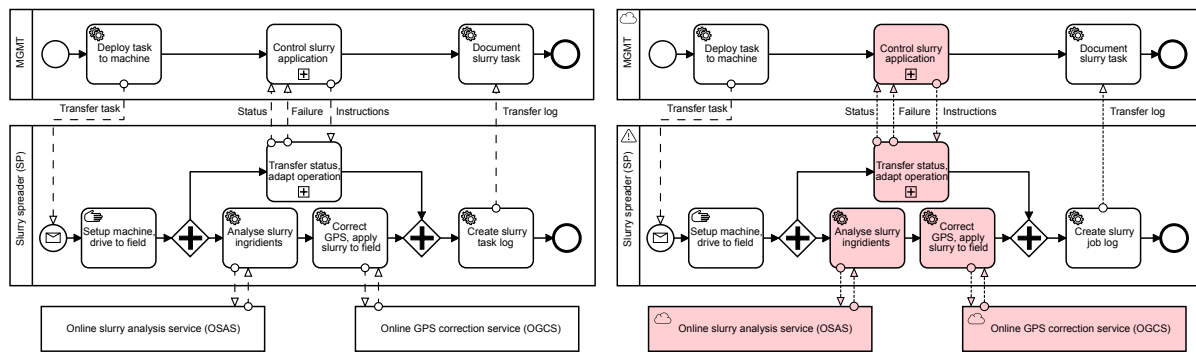 MGMT
Deploy task
to machine
Control slurry
application
Document
slurry task
Transfer task
Status
Failure
Instructions
Transfer log
Slurry spreader (SP)
Transfer status,
adapt operation
Setup machine,
drive to field
Analyse slurry
ingridients
Correct
GPS, apply
slurry to field
Create slurry
task log
Online slurry analysis service (OSAS)
Online GPS correction service (OGCS)
MGMT
Deploy task
to machine
Control slurry
application
Document
slurry task
Transfer task
Status
Failure
Instructions
Transfer log
Slurry spreader (SP)
Transfer status,
adapt operation
Setup machine,
drive to field
Analyse slurry
ingridients
Correct
GPS, apply
slurry to field
Create slurry
job log
Online slurry analysis service (OSAS)
Online GPS correction service (OGCS)